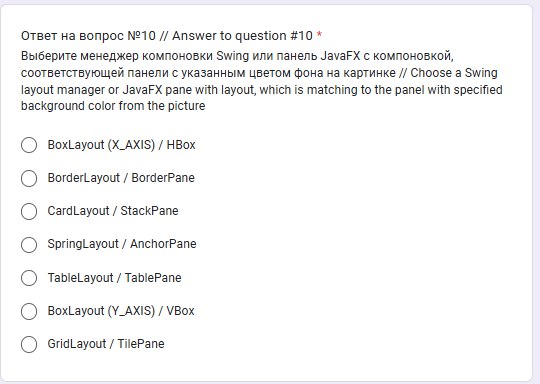 Ответ на вопрос №10 // Answer to question #10 *
Выберите менеджер компоновки Swing или панель JavaFX с компоновкой,
соответствующей панели с указанным цветом фона на картинке // Choose a Swing
layout manager or JavaFX pane with layout, which is matching to the panel with specified
background color from the picture
BoxLayout (X_AXIS) / HBox
BorderLayout / BorderPane
CardLayout / StackPane
SpringLayout / AnchorPane
TableLayout / TablePane
BoxLayout (Y_AXIS) / VBox
GridLayout / TilePane